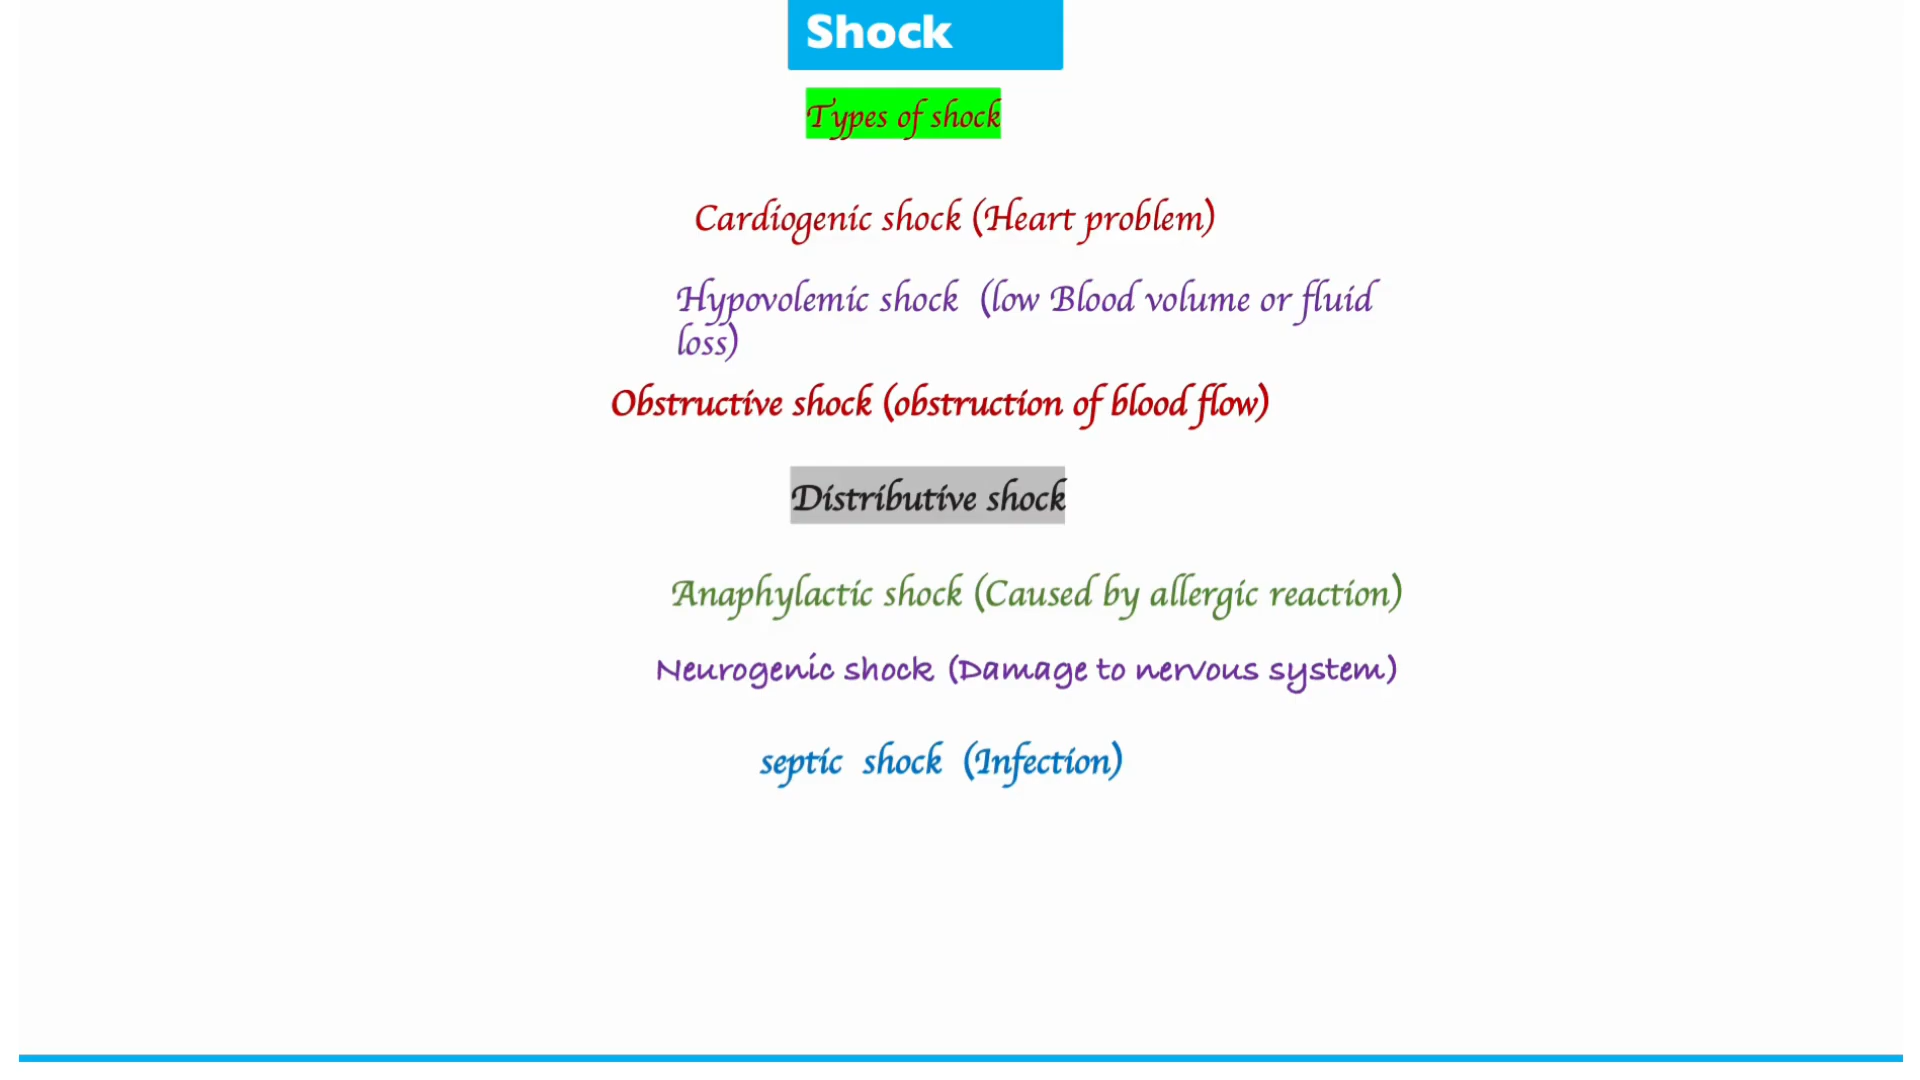 Shock
Types of shock
Cardiogenic shock (Heart problem)
Hypovolemic shock (low Blood volume or fluid
loss)
Obstructive shock (obstruction of blood flow)
Distributive shock
Anaphylactic shock (Caused by allergic reaction)
Neurogenic shock (Damage to nervous system)
septic shock (Infection)